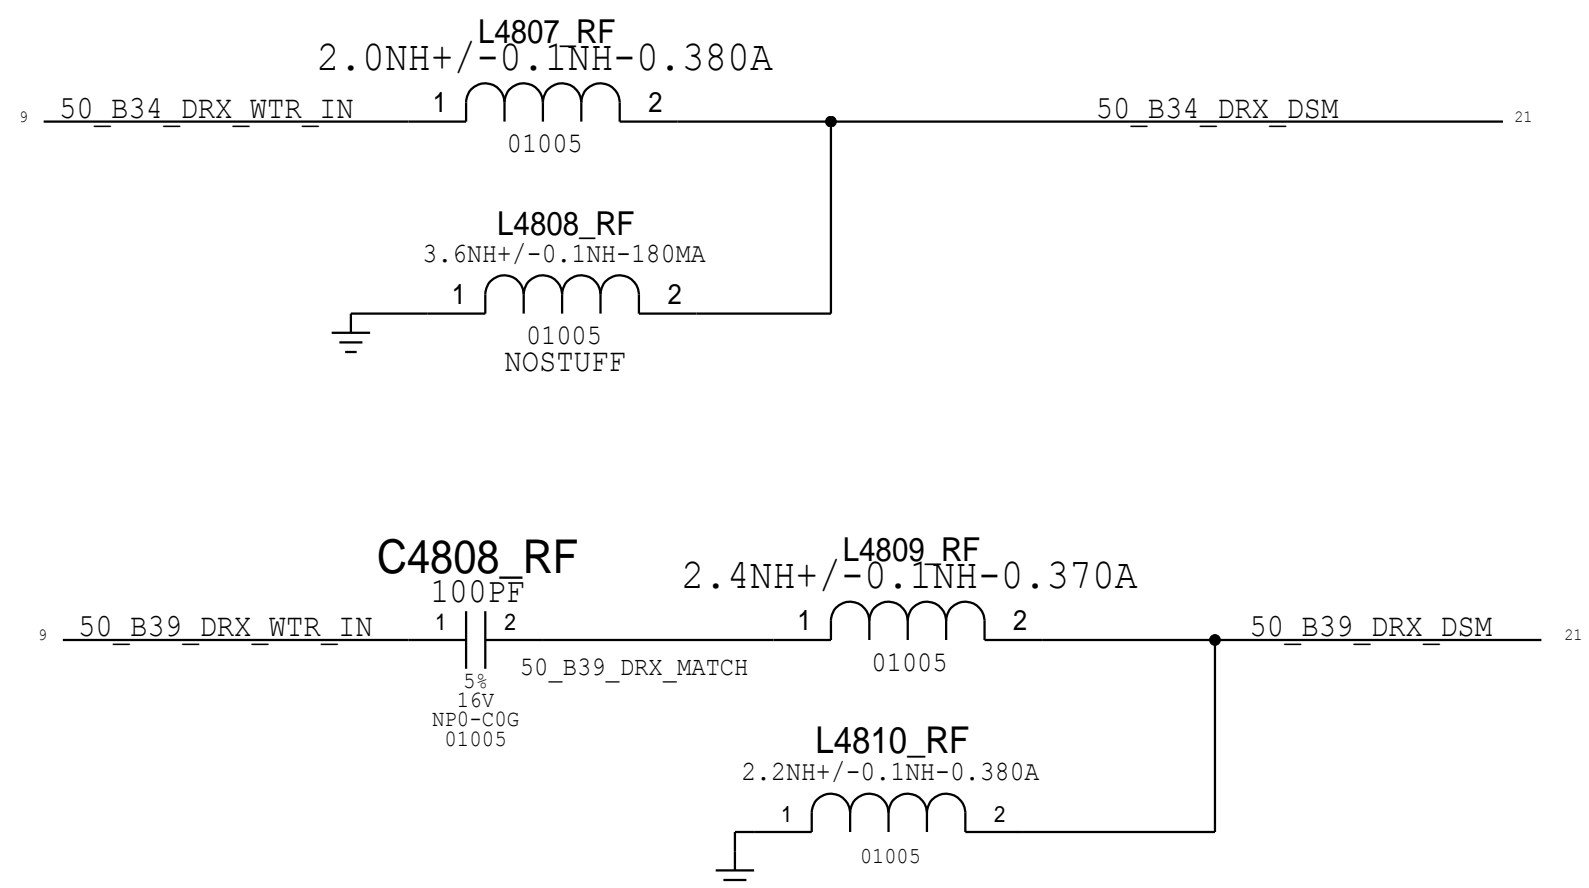 L4807_RF
2.0NH+/-0.1NH-0.380A
9 50_B34_DRX_WTR_IN 1 2 50_B34_DRX_DSM 21
01005
L4808_RF
3.6NH+/-0.1NH-180MA
1 2
01005
NOSTUFF
C4808_RF
100PF
L4809_RF
2.4NH+/-0.1NH-0.370A
9 50_B39_DRX_WTR_IN 1 2 1 2 50_B39_DRX_DSM 21
50_B39_DRX_MATCH
01005
5%
16V
NP0-C0G
01005
L4810_RF
2.2NH+/-0.1NH-0.380A
1 2
01005